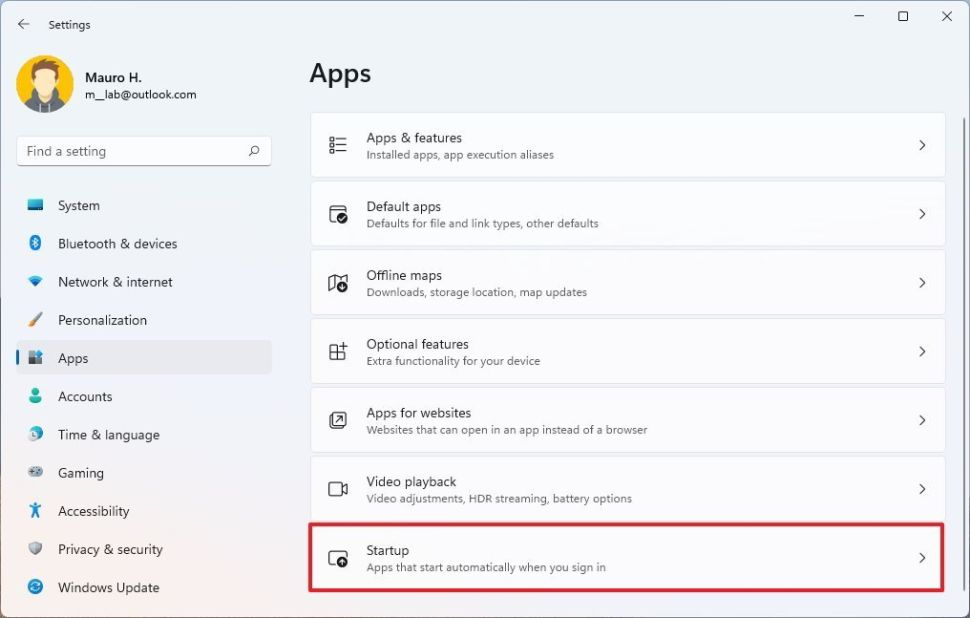 Settings
Mauro H.
m__lab@outlook.com
Find a setting
System
Bluetooth & devices
Network & internet
Personalization
Apps
Accounts
Time & language
Gaming
Accessibility
Privacy & security
Windows Update
Apps
Apps & features
Installed apps, app execution aliases
Default apps
Defaults for file and link types, other defaults
Offline maps
Downloads, storage location, map updates
Optional features
Extra functionality for your device
Apps for websites
Websites that can open in an app instead of a browser
Video playback
Video adjustments, HDR streaming, battery options
Startup
Apps that start automatically when you sign in